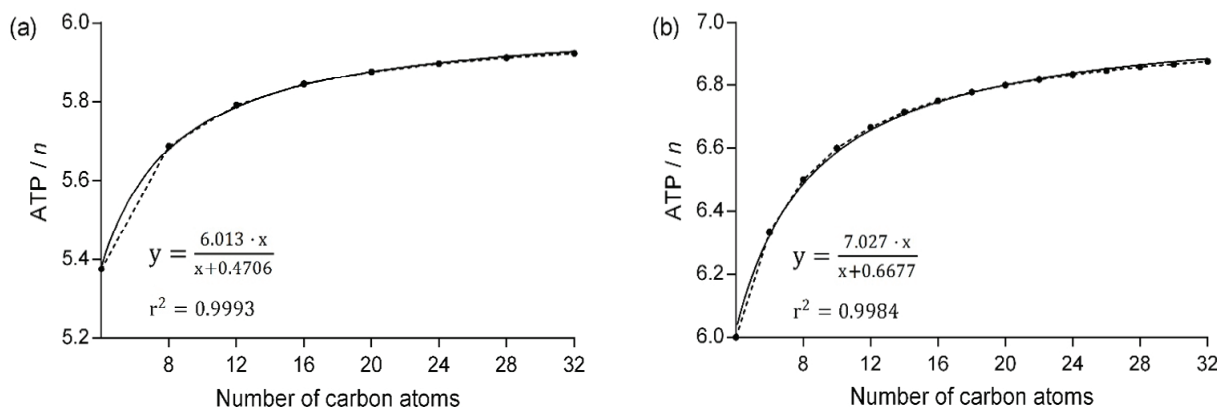 (a)
6.0
5.8
5.6
5.4
5.2
ATP / n
y = 6.013 · x / x+0.4706
r² = 0.9993
8 12 16 20 24 28 32
Number of carbon atoms
(b)
7.0
6.8
6.6
6.4
6.2
6.0
ATP / n
y = 7.027 · x / x+0.6677
r² = 0.9984
8 12 16 20 24 28 32
Number of carbon atoms